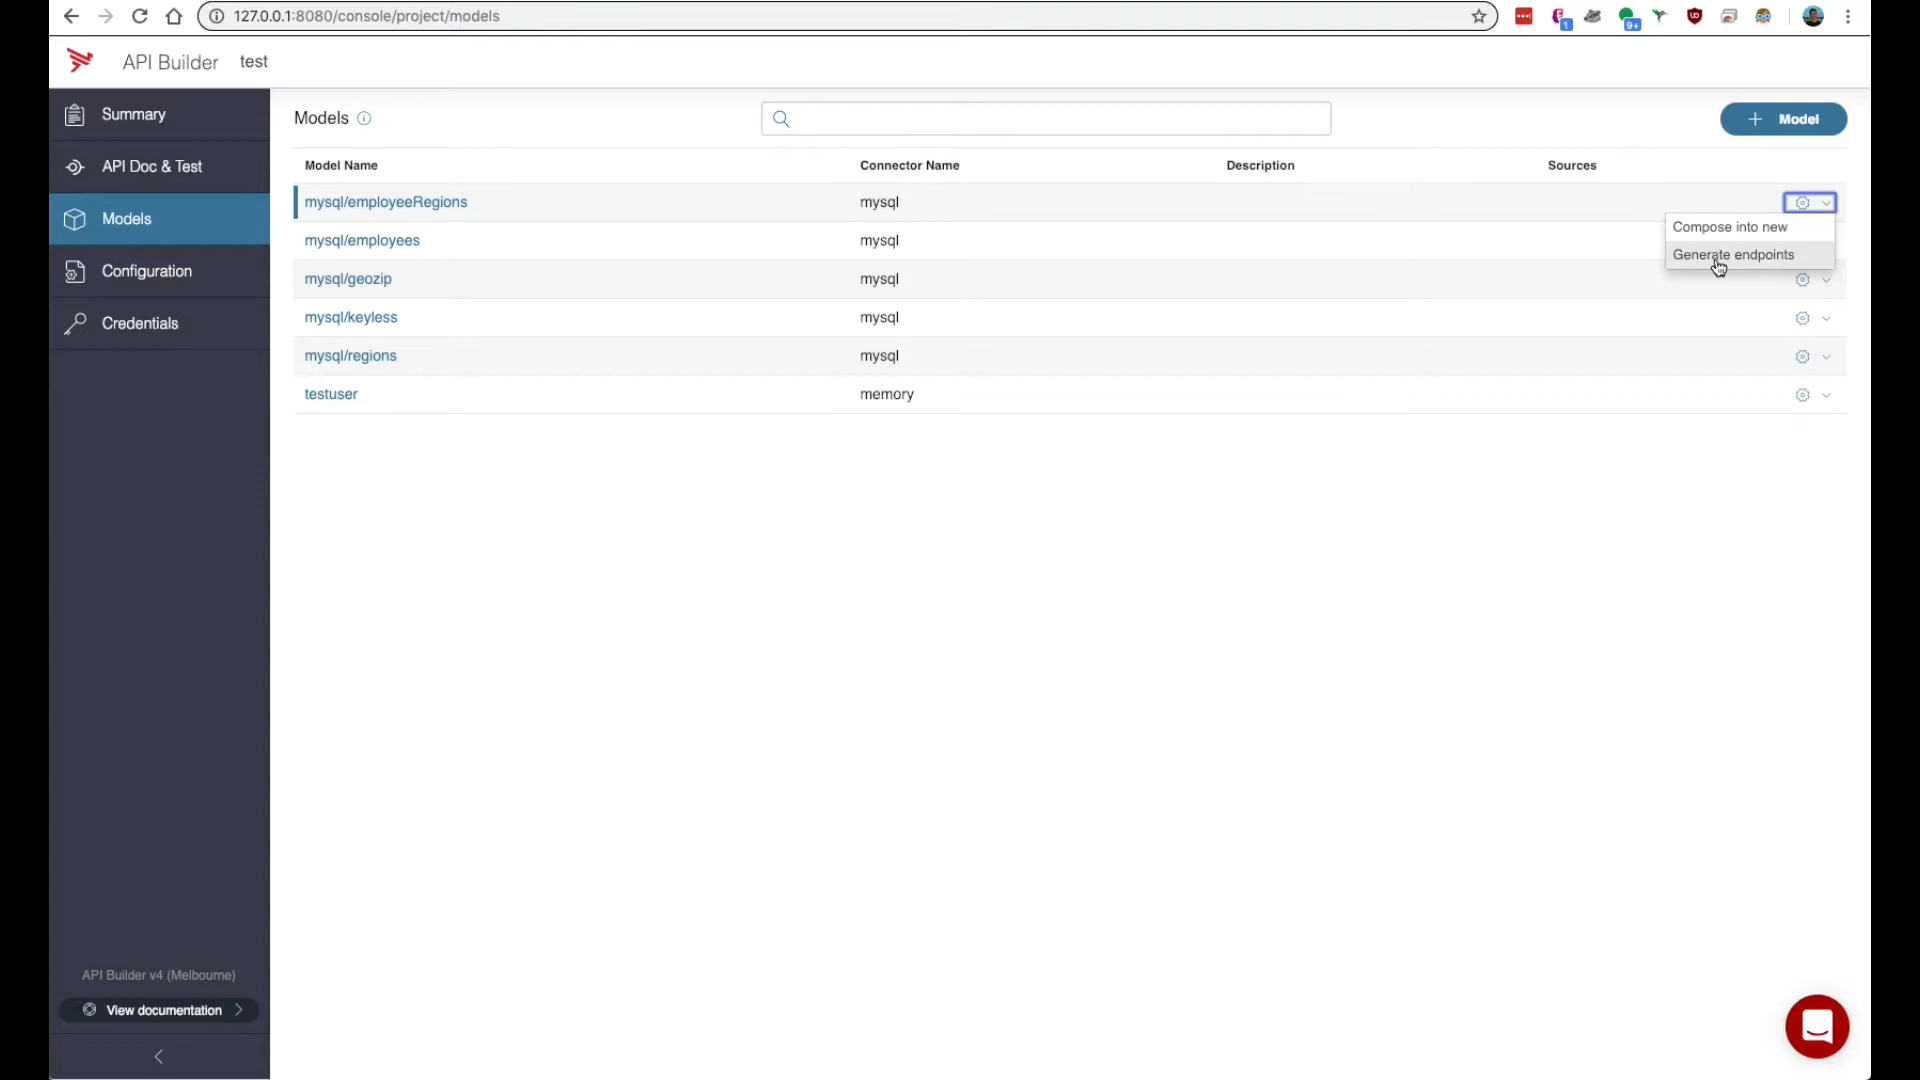 127.0.0.1:8080/console/project/models
1
9+
API Builder test
Summary
API Doc & Test
Models
Configuration
Credentials
Models
+ Model
Model Name Connector Name Description Sources
mysql/employeeRegions mysql
mysql/employees mysql
mysql/geozip mysql
mysql/keyless mysql
mysql/regions mysql
testuser memory
Compose into new
Generate endpoints
API Builder v4 (Melbourne)
View documentation